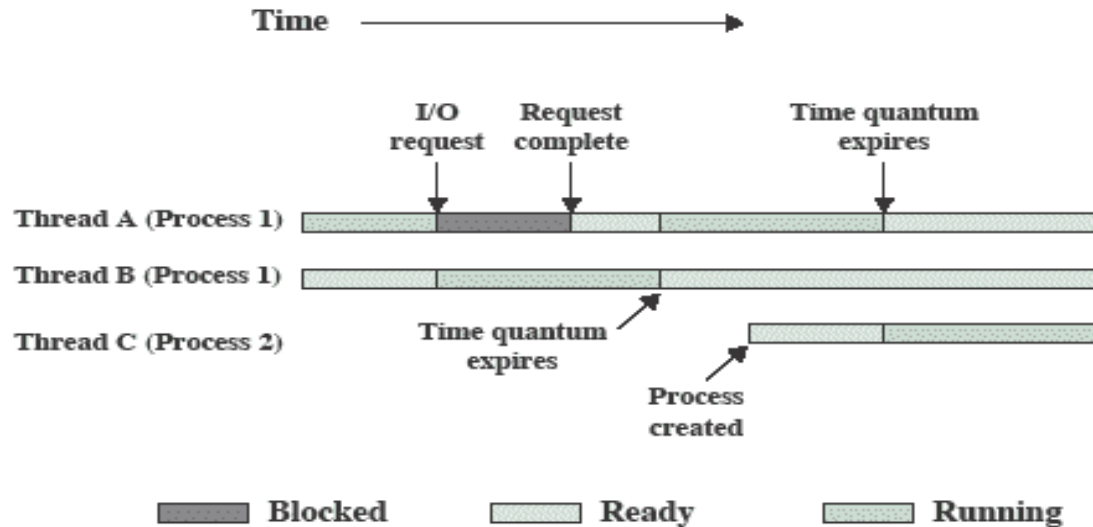 Time
I/O
request
Request
complete
Time quantum
expires
Thread A (Process 1)
Thread B (Process 1)
Thread C (Process 2)
Time quantum
expires
Process
created
Blocked
Ready
Running